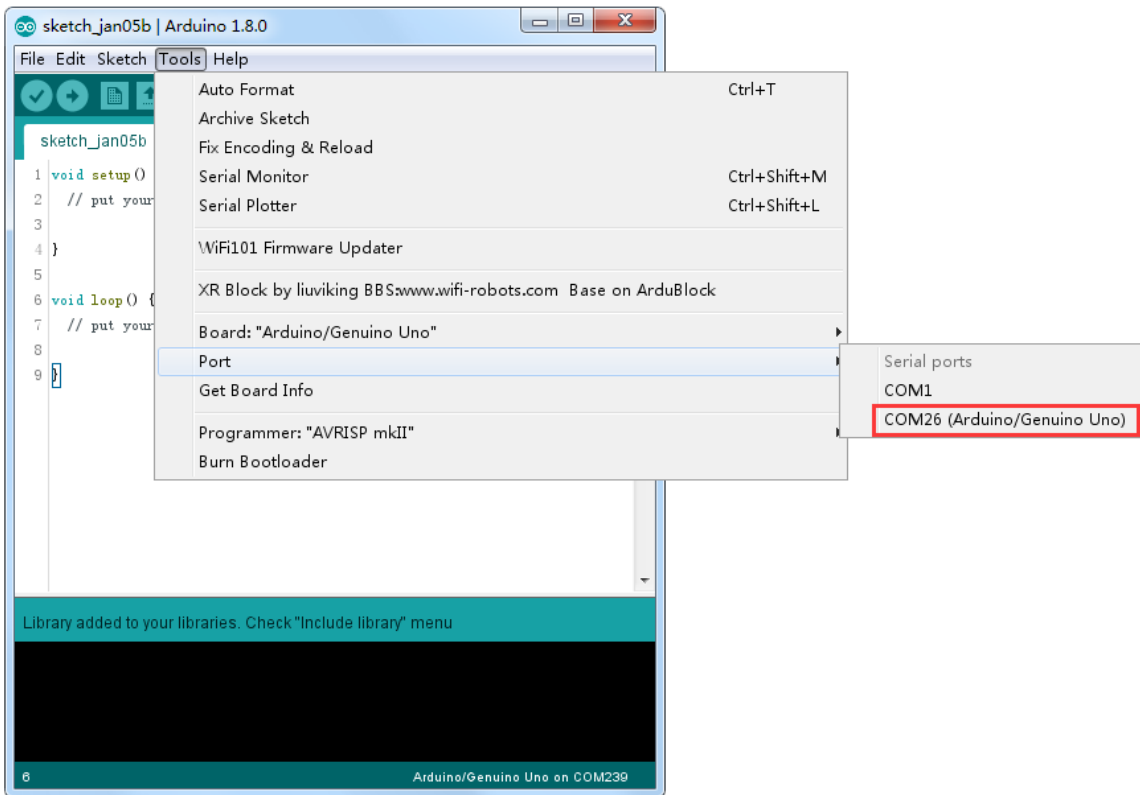 sketch_jan05b | Arduino 1.8.0
File Edit Sketch Tools Help
Auto Format Ctrl+T
Archive Sketch
sketch_jan05b
Fix Encoding & Reload
1 void setup()
Serial Monitor Ctrl+Shift+M
2 // put your
Serial Plotter Ctrl+Shift+L
3
4 }
WiFi101 Firmware Updater
5
6 void loop() {
XR Block by liuviking BBS:www.wifi-robots.com Base on ArduBlock
7 // put your
Board: "Arduino/Genuino Uno"
8
Port
Serial ports
9 }
Get Board Info
COM1
COM26 (Arduino/Genuino Uno)
Programmer: "AVRISP mkII"
Burn Bootloader
Library added to your libraries. Check "Include library" menu
6 Arduino/Genuino Uno on COM239